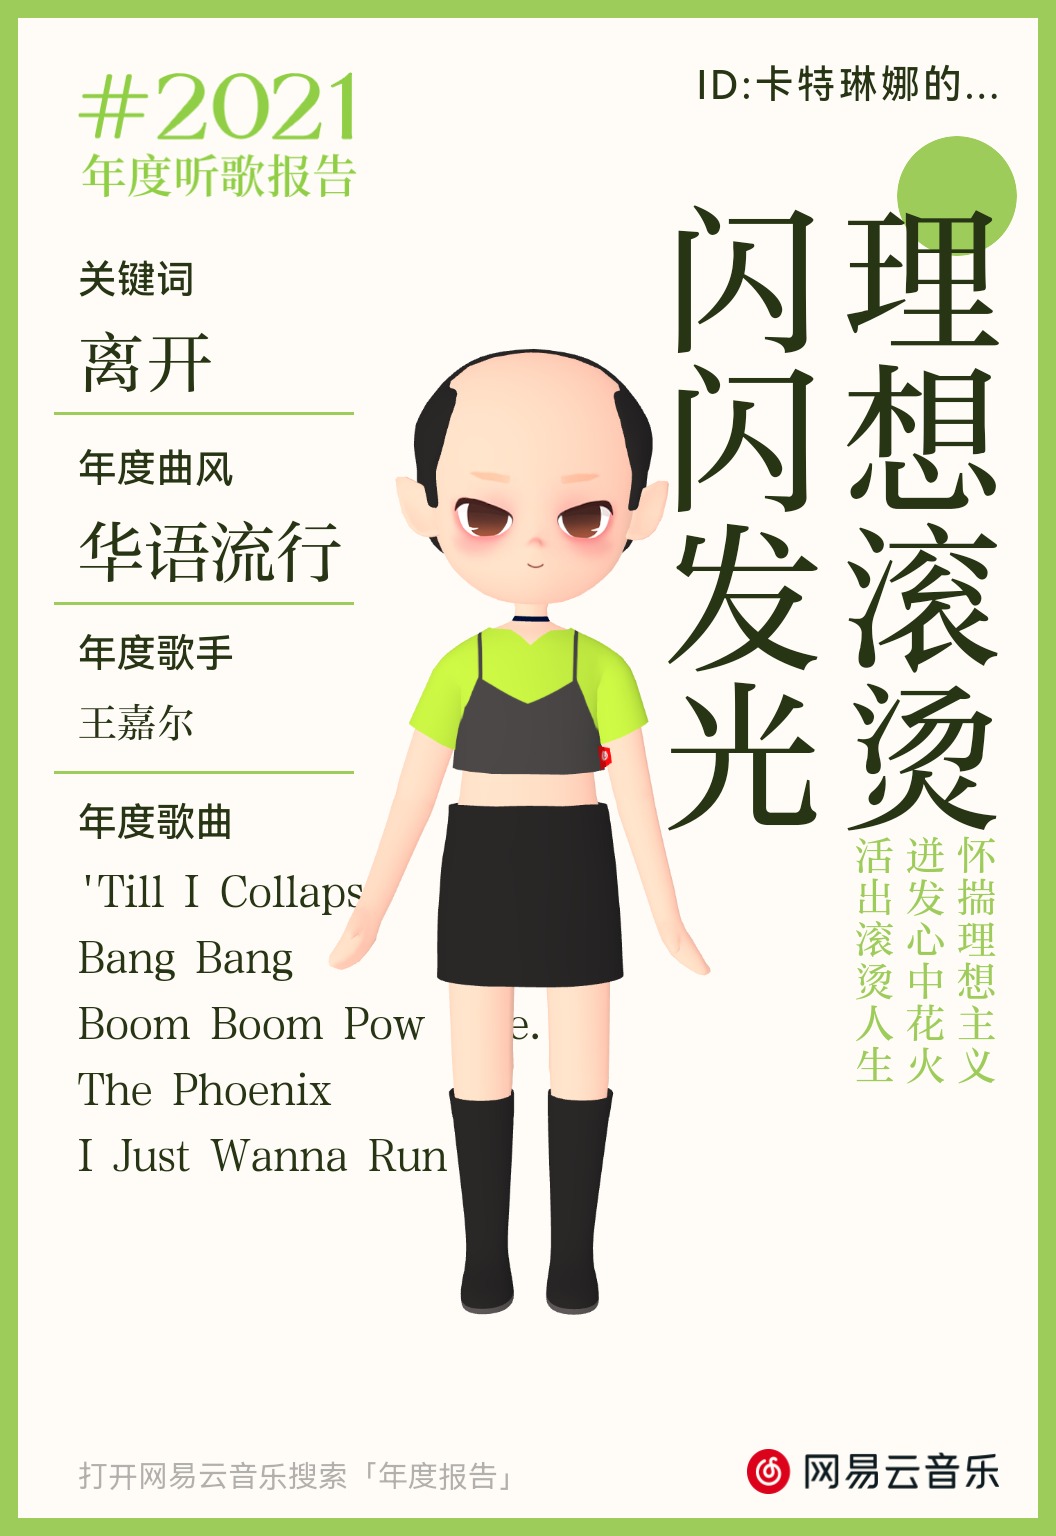 #2021
年度听歌报告
ID:卡特琳娜的...
关键词
离开
年度曲风
华语流行
年度歌手
王嘉尔
年度歌曲
'Till I Collaps
Bang Bang
Boom Boom Pow e.
The Phoenix
I Just Wanna Run
理想滚烫
闪闪发光
怀揣理想主义
迸发心中花火
活出滚烫人生
打开网易云音乐搜索「年度报告」
网易云音乐